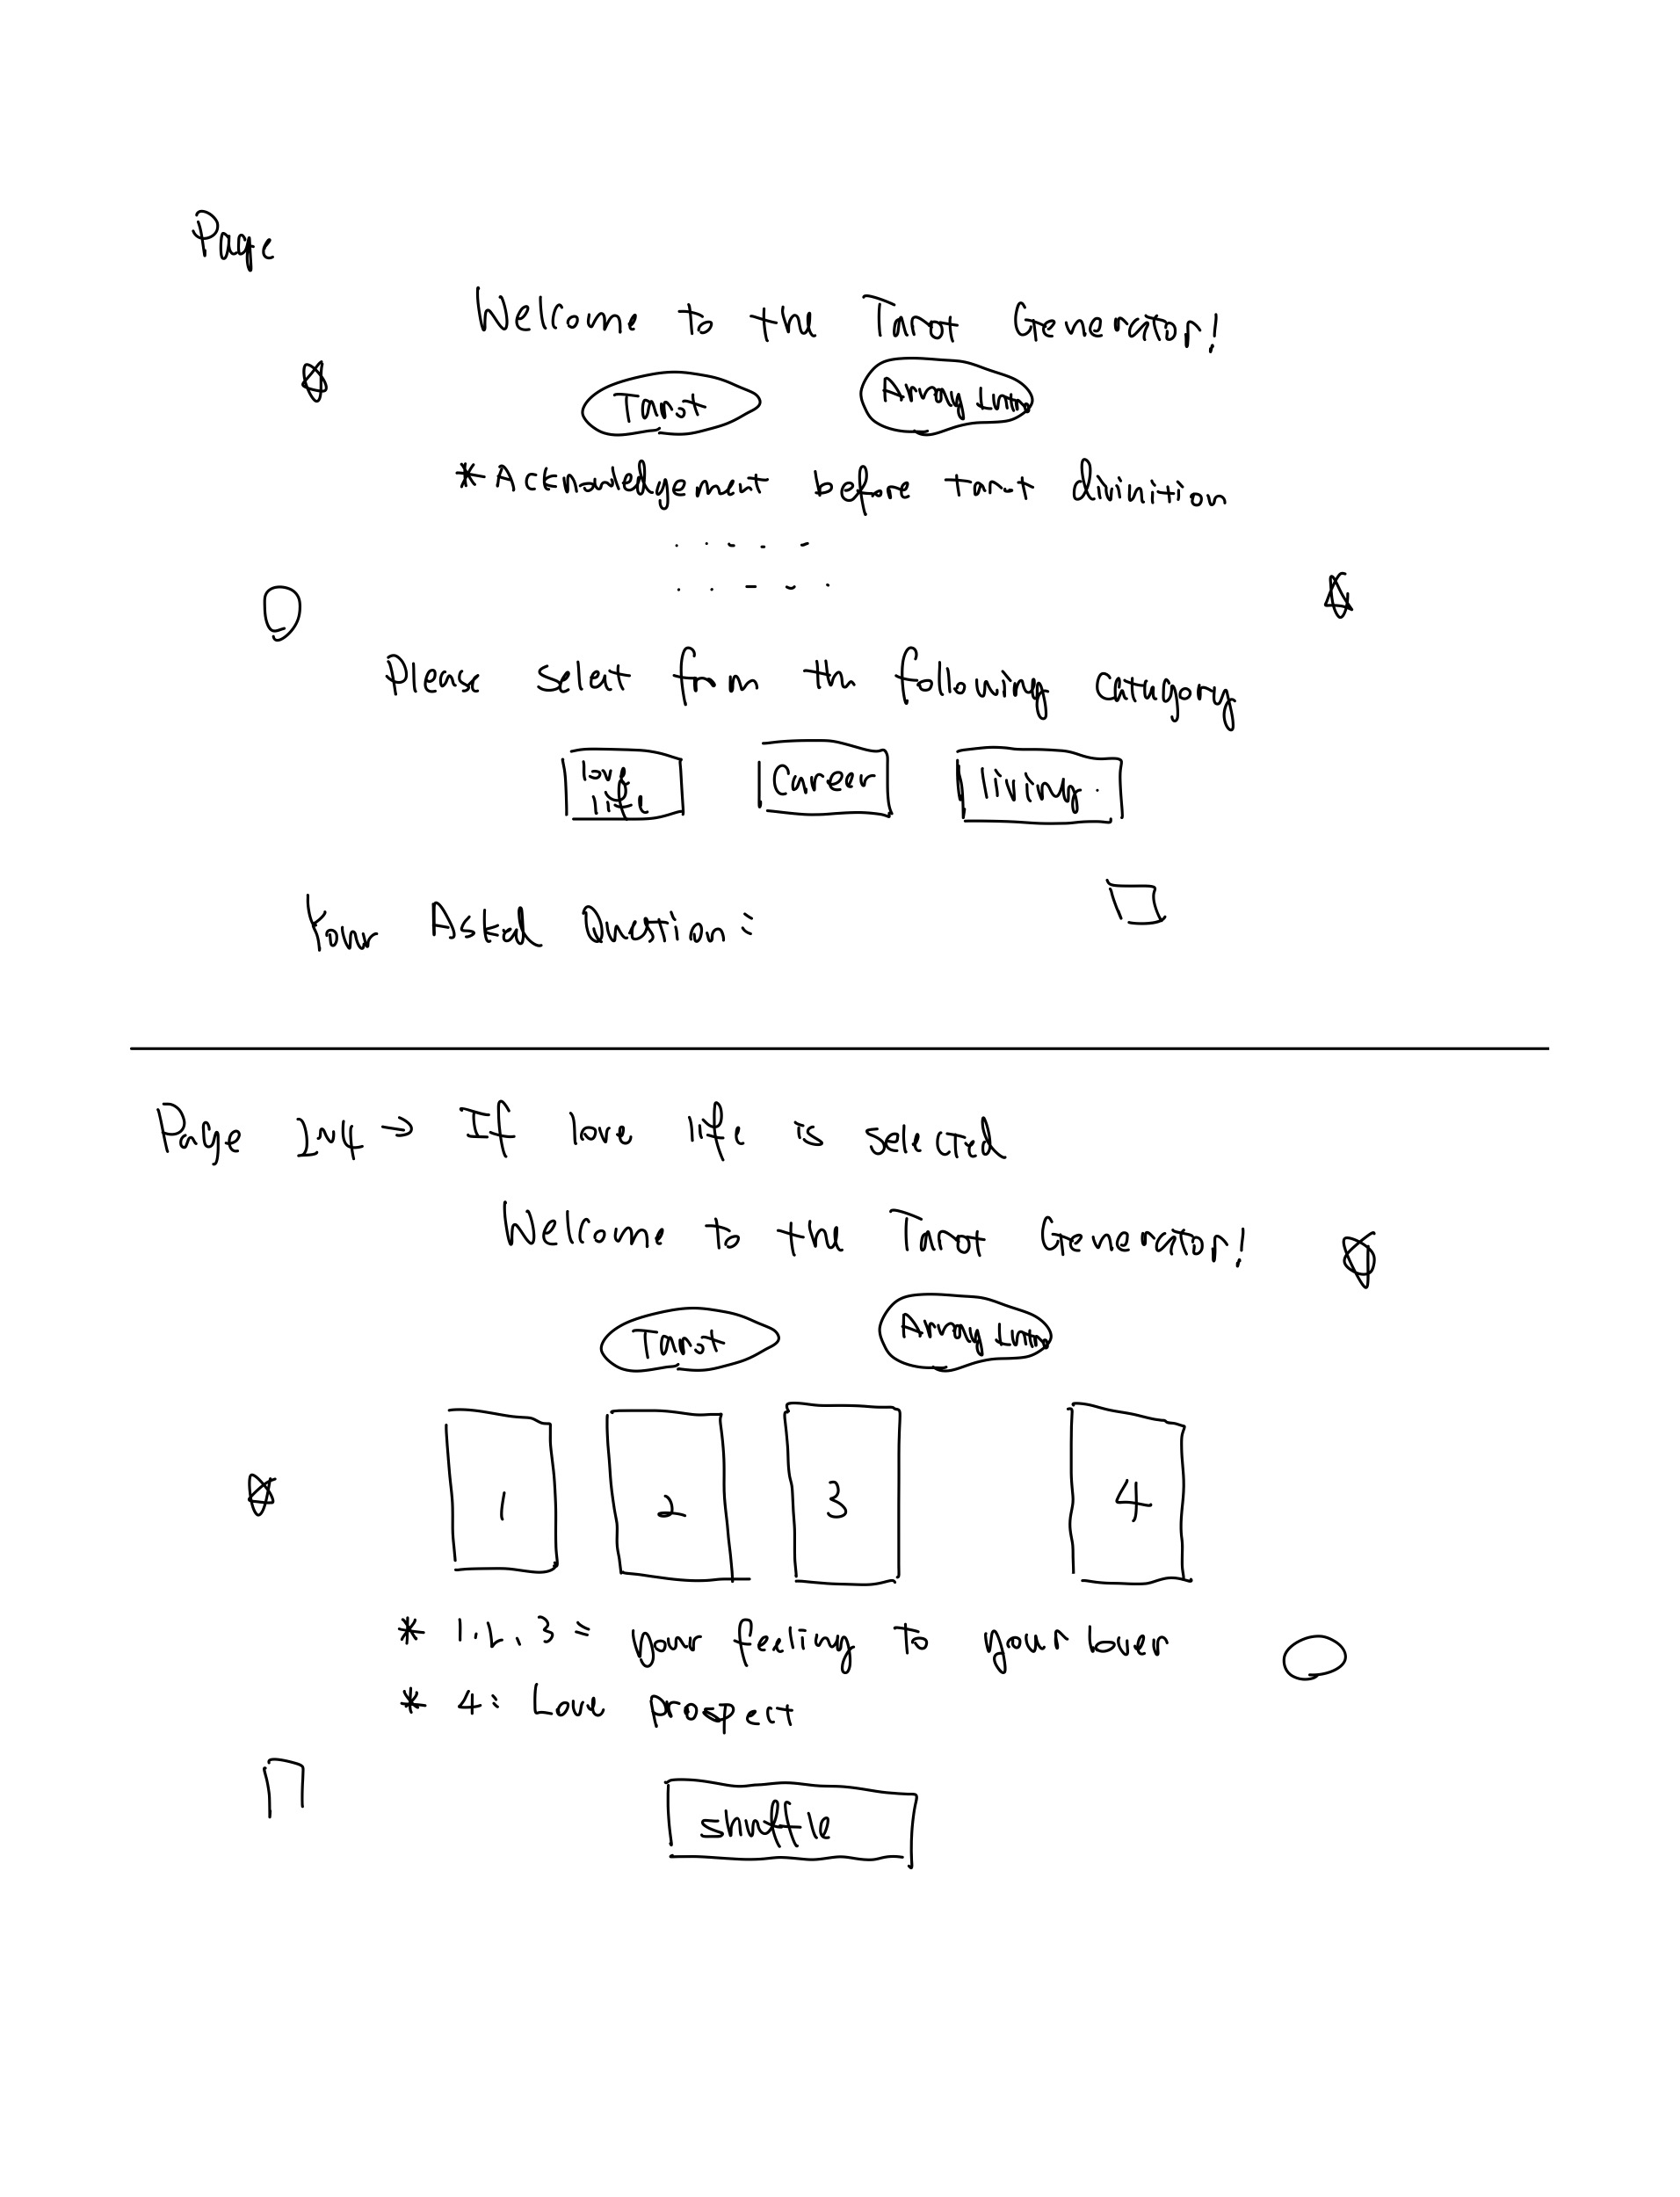 Page
Welcome to the Tarot Generator!
Tarot
Array Intro
*Acknowledgement before tarot divinition
Please select from the following category
love
life
Career
living
Your Asked Question:
Page 2n4 → If love life is selected
Welcome to the Tarot Generator!
Tarot
Array Intro
1
2
3
4
* 1.2.3 = your feeling to your lover
* 4: Love prospect
shuffle